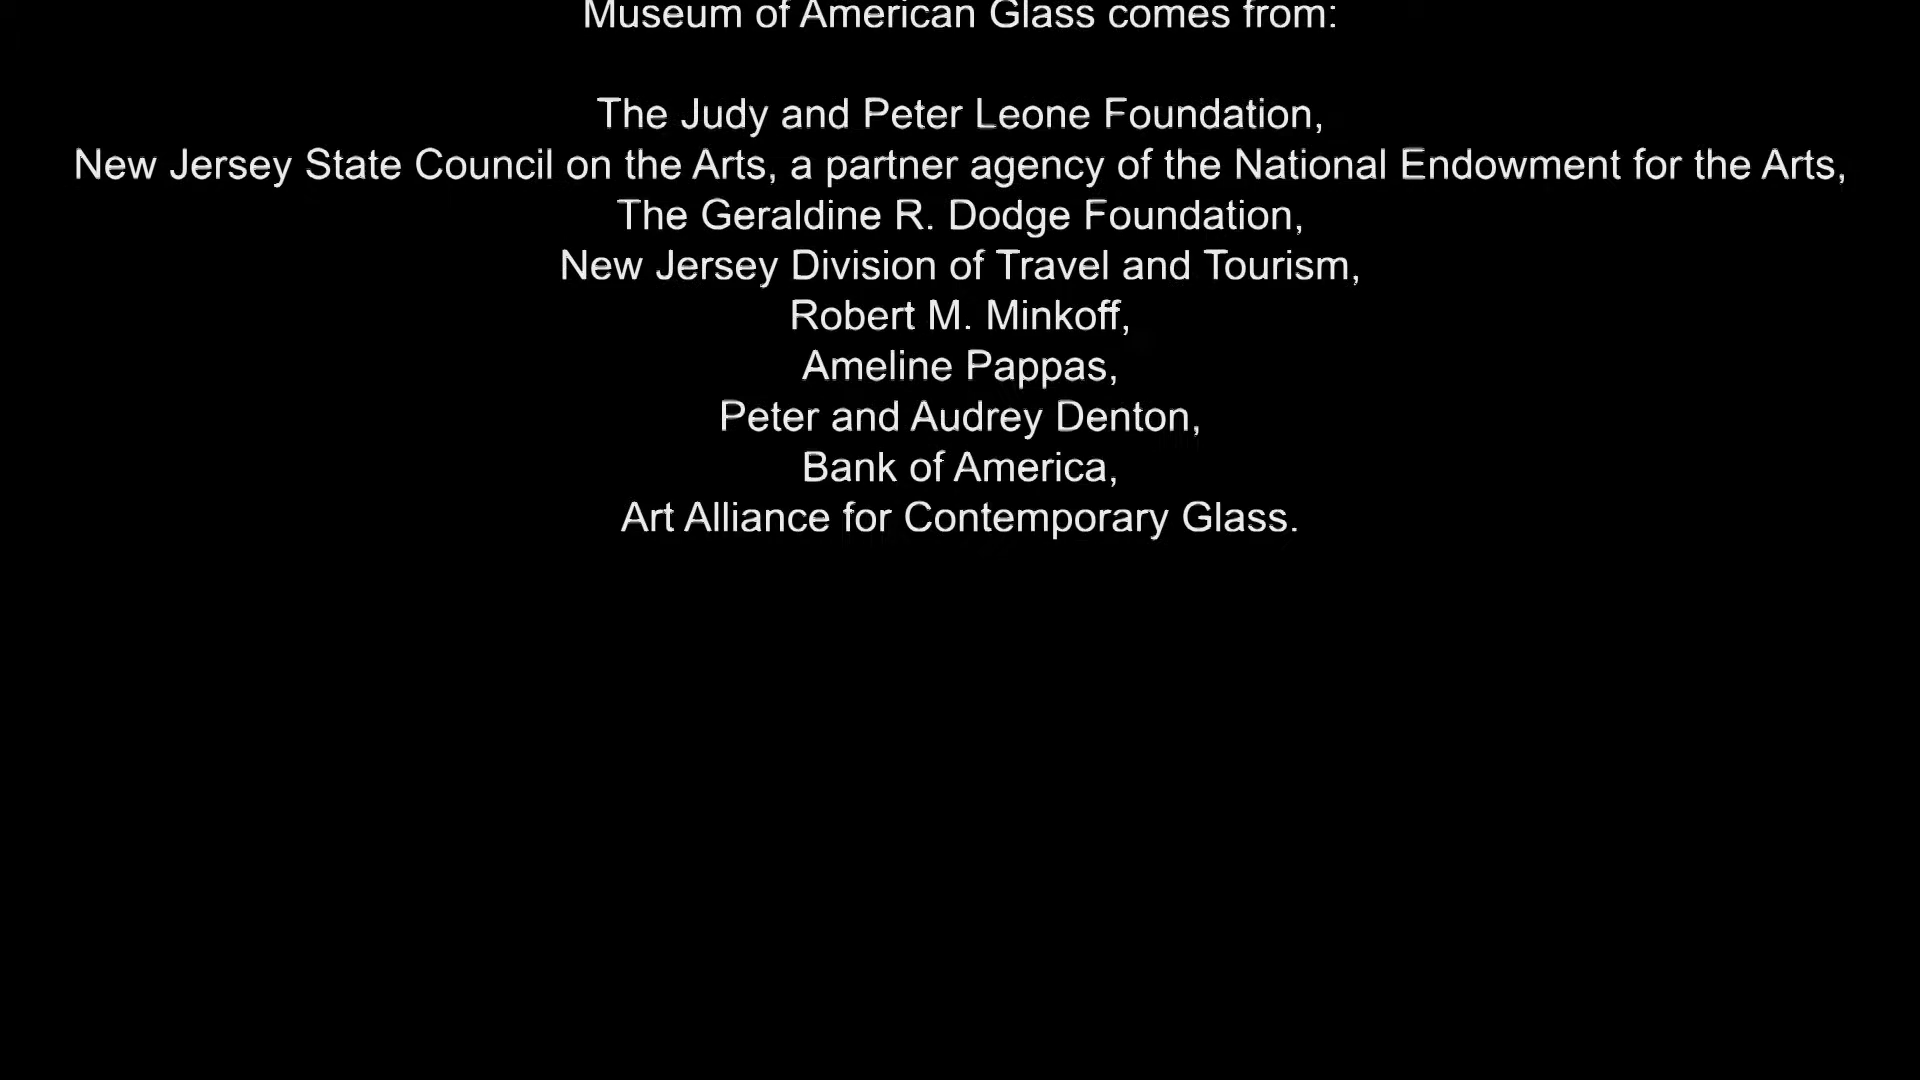 Museum of American Glass comes from:
The Judy and Peter Leone Foundation,
New Jersey State Council on the Arts, a partner agency of the National Endowment for the Arts,
The Geraldine R. Dodge Foundation,
New Jersey Division of Travel and Tourism,
Robert M. Minkoff,
Ameline Pappas,
Peter and Audrey Denton,
Bank of America,
Art Alliance for Contemporary Glass.